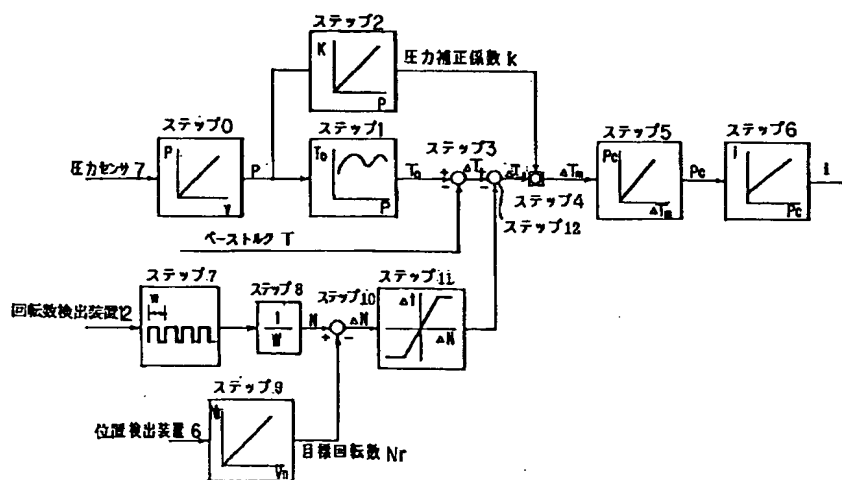 ステップ2
K
P
圧力補正係数 k
ステップ0
ステップ1
ステップ3
ステップ5
ステップ6
圧力センサ 7
P
V
P
To
P
To
+
−
ΔT
+
−
ΔTm
Pc
ΔTm
Pc
i
Pc
i
ステップ4
ステップ12
ベーストルク T
ステップ7
ステップ8
ステップ10
ステップ11
回転数検出装置12
W
1
W
N
+
−
ΔN
Δt
ΔN
ステップ9
位置検出装置 6
Vn
目標回転数 Nr